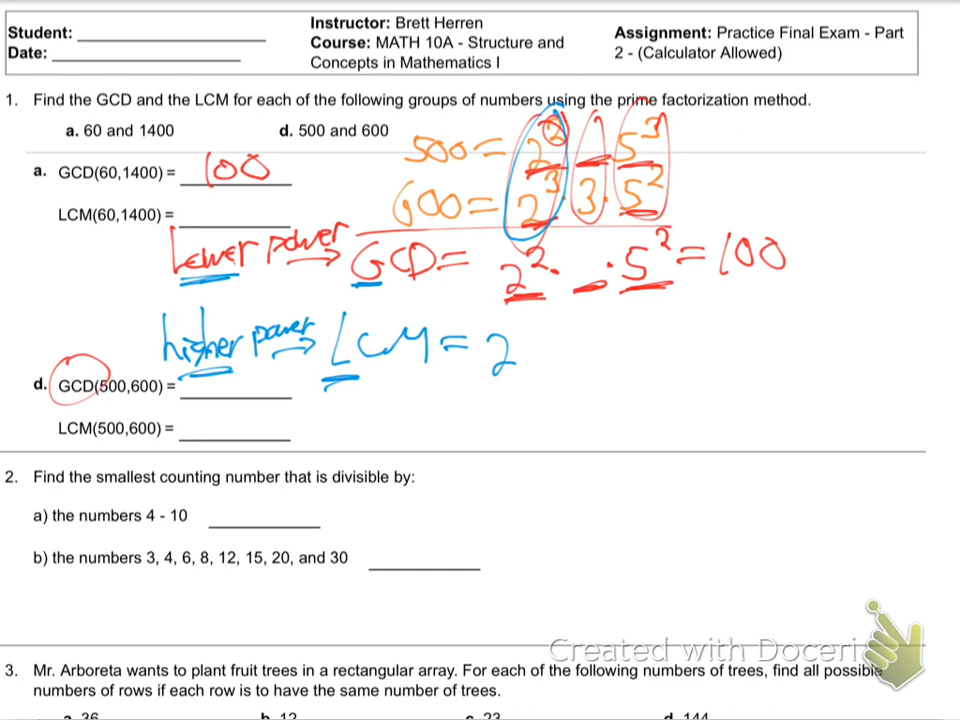 Student: ____________
Date: ____________
Instructor: Brett Herren
Course: MATH 10A - Structure and
Concepts in Mathematics I
Assignment: Practice Final Exam - Part
2 - (Calculator Allowed)
1. Find the GCD and the LCM for each of the following groups of numbers using the prime factorization method.
a. 60 and 1400 d. 500 and 600
500 = 2² · 5³
600 = 2³ · 3 · 5²
a. GCD(60,1400) = 100
LCM(60,1400) = ____________
Lower power → GCD = 2² · 5² = 100
higher power → LCM = 2
d. GCD(500,600) = ____________
LCM(500,600) = ____________
2. Find the smallest counting number that is divisible by:
a) the numbers 4 - 10 ____________
b) the numbers 3, 4, 6, 8, 12, 15, 20, and 30 ____________
Created with Doceri
3. Mr. Arboreta wants to plant fruit trees in a rectangular array. For each of the following numbers of trees, find all possible
numbers of rows if each row is to have the same number of trees.
a. 36 b. 12 c. 23 d. 144